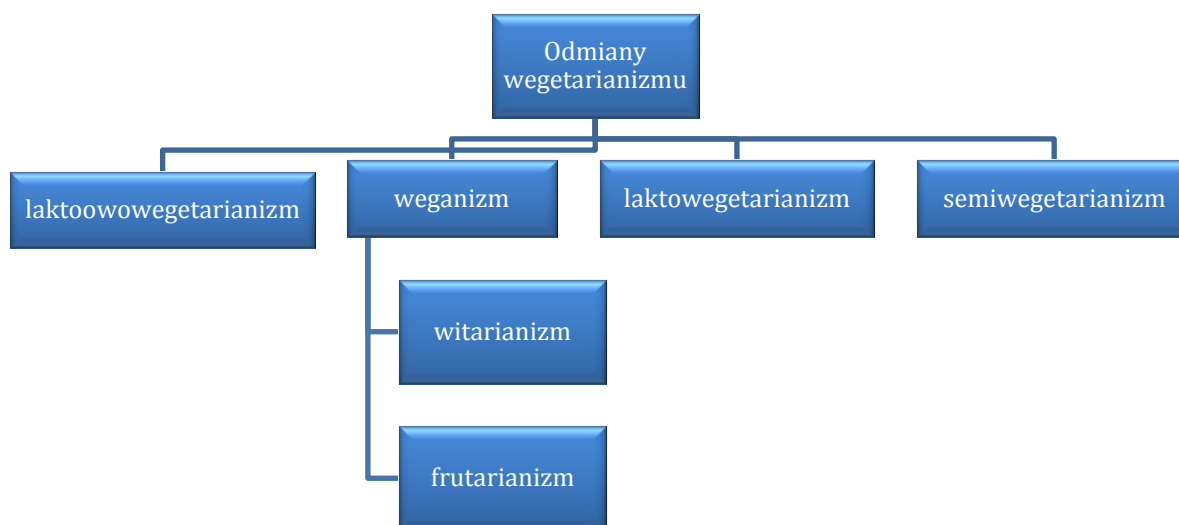 Odmiany
wegetarianizmu
laktoowowegetarianizm
weganizm
laktowegetarianizm
semiwegetarianizm
witarianizm
frutarianizm